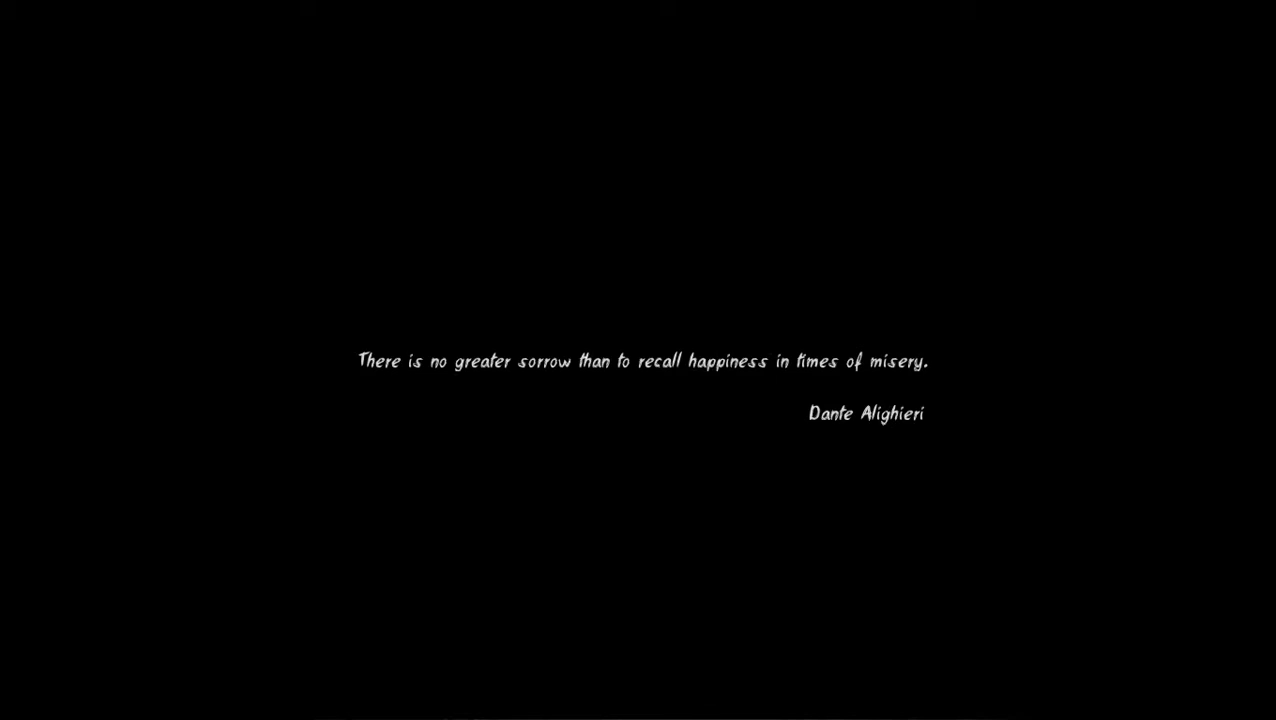 There is no greater sorrow than to recall happiness in times of misery.
Dante Alighieri